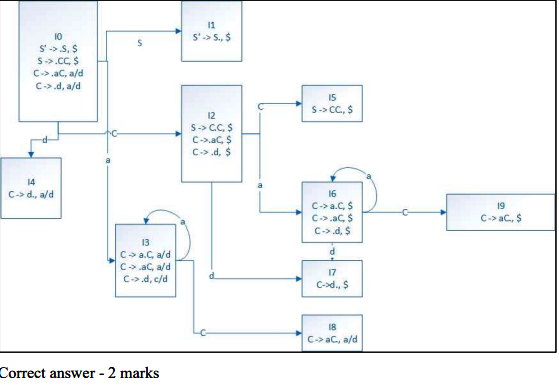 I0
S' ->.S, $
S ->.CC, $
C ->.aC, a/d
C ->.d, a/d
S
I1
S' -> S., $
C
d
a
I4
C -> d., a/d
I2
S -> C.C, $
C ->.aC, $
C -> .d, $
C
a
d
I5
S -> CC., $
I6
C -> a.C, $
C -> .aC, $
C -> .d, $
a
C
d
I9
C -> aC., $
I3
C -> a.C, a/d
C -> .aC, a/d
C -> .d, c/d
a
C
I7
C->d., $
I8
C -> aC., a/d
Correct answer - 2 marks